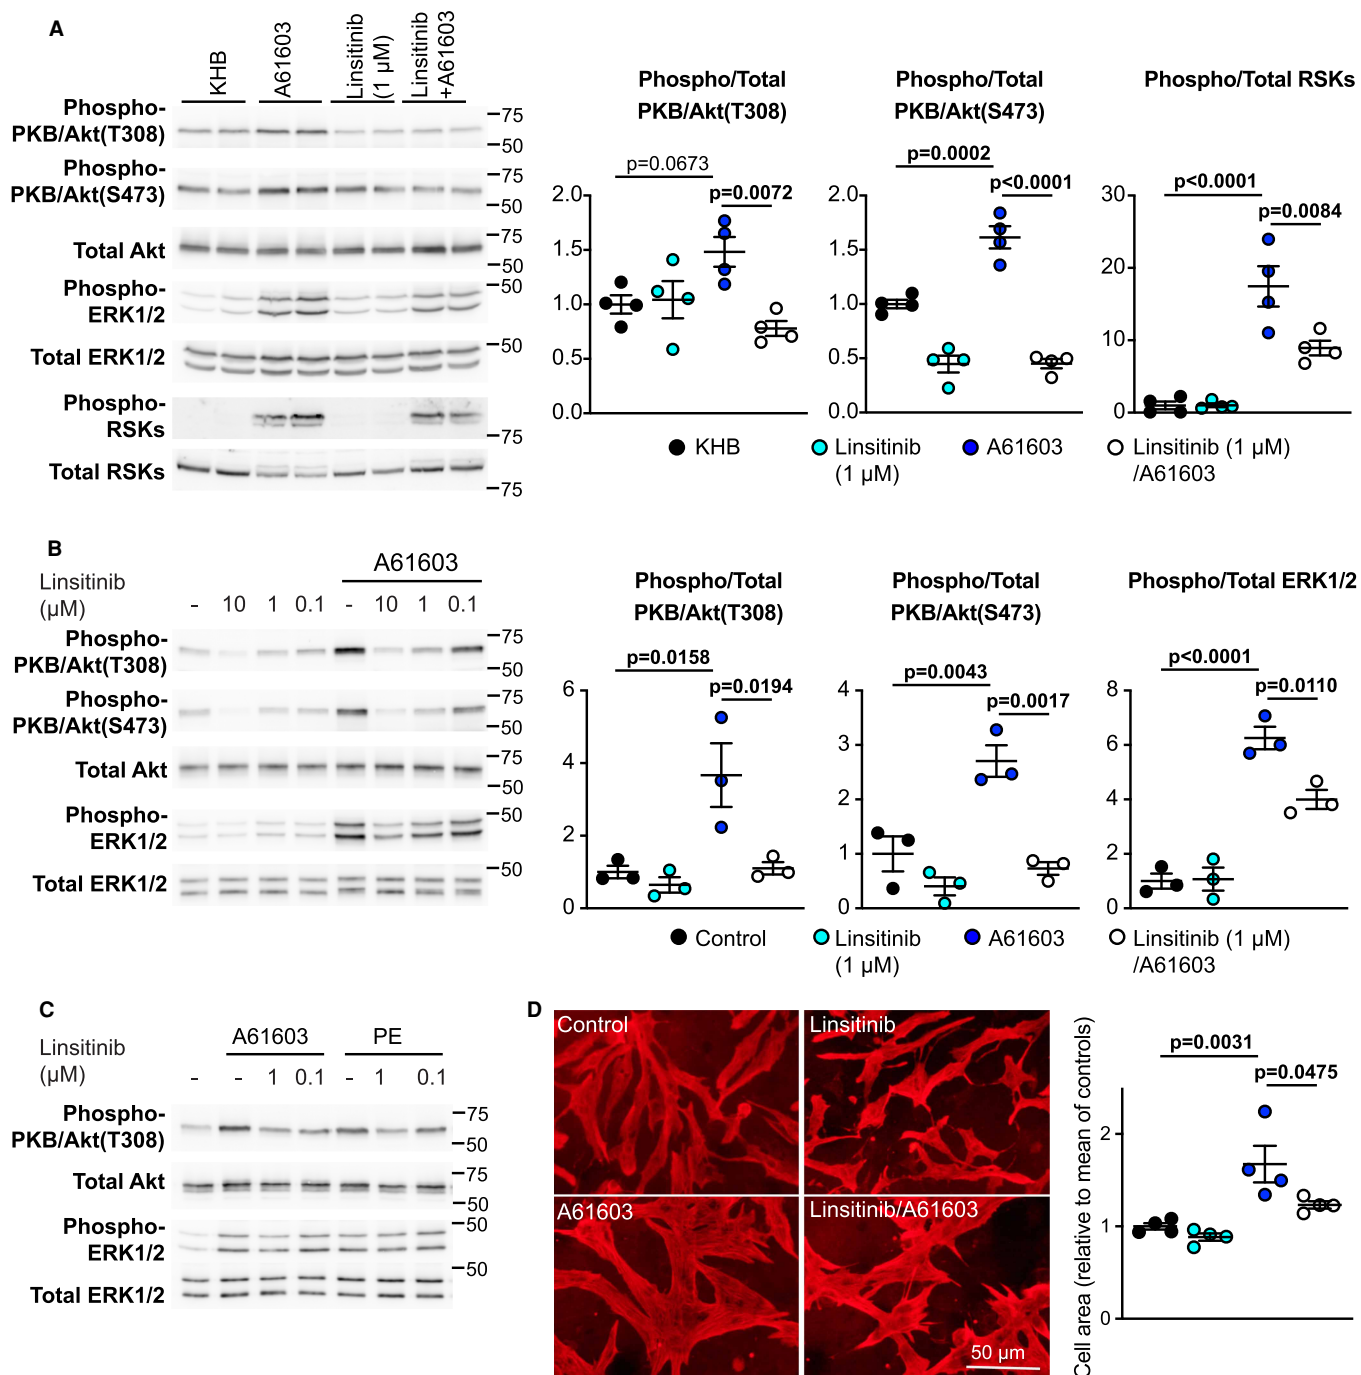 A
KHB
A61603
Linsitinib
(1 µM)
Linsitinib
+A61603
Phospho-
PKB/Akt(T308)
75
50
Phospho-
PKB/Akt(S473)
75
50
Total Akt
75
50
Phospho-
ERK1/2
50
Total ERK1/2
50
Phospho-
RSKs
75
Total RSKs
75
Phospho/Total
PKB/Akt(T308)
p=0.0673
p=0.0072
2.0
1.5
1.0
0.5
0.0
Phospho/Total
PKB/Akt(S473)
p=0.0002
p<0.0001
2.0
1.5
1.0
0.5
0.0
Phospho/Total RSKs
p<0.0001
p=0.0084
30
20
10
0
KHB
Linsitinib
(1 µM)
A61603
Linsitinib (1 µM)
/A61603
B
A61603
Linsitinib
(µM)
- 10 1 0.1 - 10 1 0.1
Phospho-
PKB/Akt(T308)
75
50
Phospho-
PKB/Akt(S473)
75
50
Total Akt
75
50
Phospho-
ERK1/2
50
Total ERK1/2
50
Phospho/Total
PKB/Akt(T308)
p=0.0158
p=0.0194
6
4
2
0
Phospho/Total
PKB/Akt(S473)
p=0.0043
p=0.0017
4
3
2
1
0
Phospho/Total ERK1/2
p<0.0001
p=0.0110
8
6
4
2
0
Control
Linsitinib
(1 µM)
A61603
Linsitinib (1 µM)
/A61603
C
A61603 PE
Linsitinib
(µM)
- - 1 0.1 - 1 0.1
Phospho-
PKB/Akt(T308)
75
50
Total Akt
75
50
Phospho-
ERK1/2
50
Total ERK1/2
50
D
Control
Linsitinib
A61603
Linsitinib/A61603
50 µm
Cell area (relative to mean of controls)
p=0.0031
p=0.0475
2
1
0